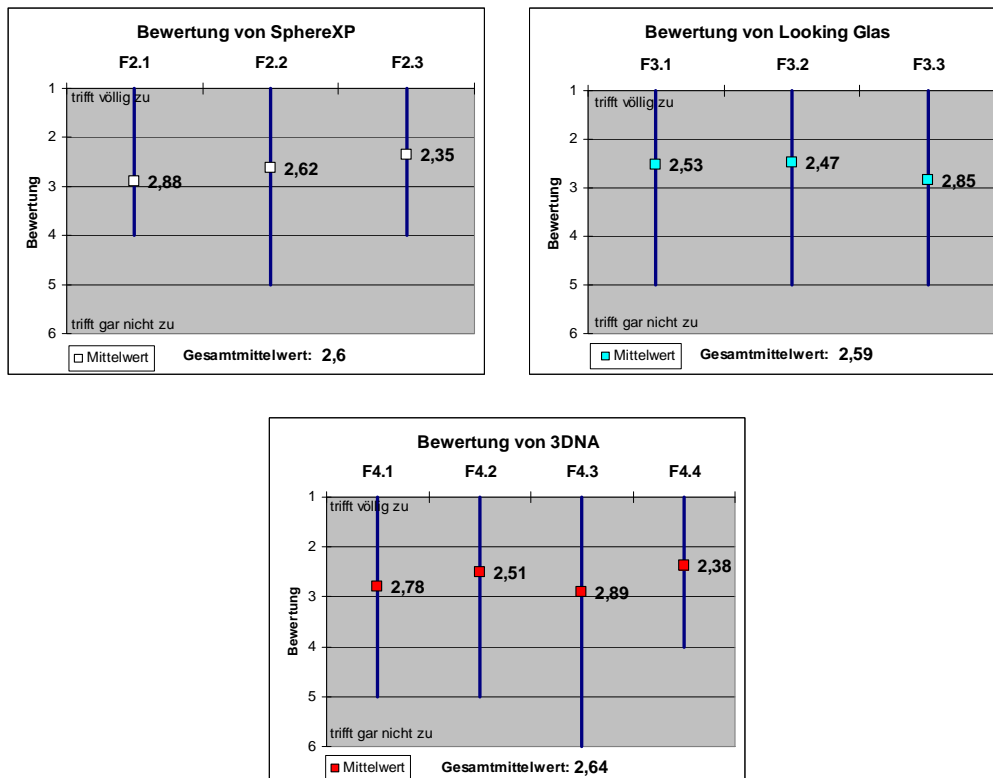 Bewertung von SphereXP
F2.1 F2.2 F2.3
1
trifft völlig zu
2
2,35
2,62
2,88
3
4
5
trifft gar nicht zu
6
Bewertung
Mittelwert Gesamtmittelwert: 2,6
Bewertung von Looking Glas
F3.1 F3.2 F3.3
1
trifft völlig zu
2
2,53 2,47 2,85
3
4
5
trifft gar nicht zu
6
Bewertung
Mittelwert Gesamtmittelwert: 2,59
Bewertung von 3DNA
F4.1 F4.2 F4.3 F4.4
1
trifft völlig zu
2
2,78 2,51 2,89 2,38
3
4
5
trifft gar nicht zu
6
Bewertung
Mittelwert Gesamtmittelwert: 2,64